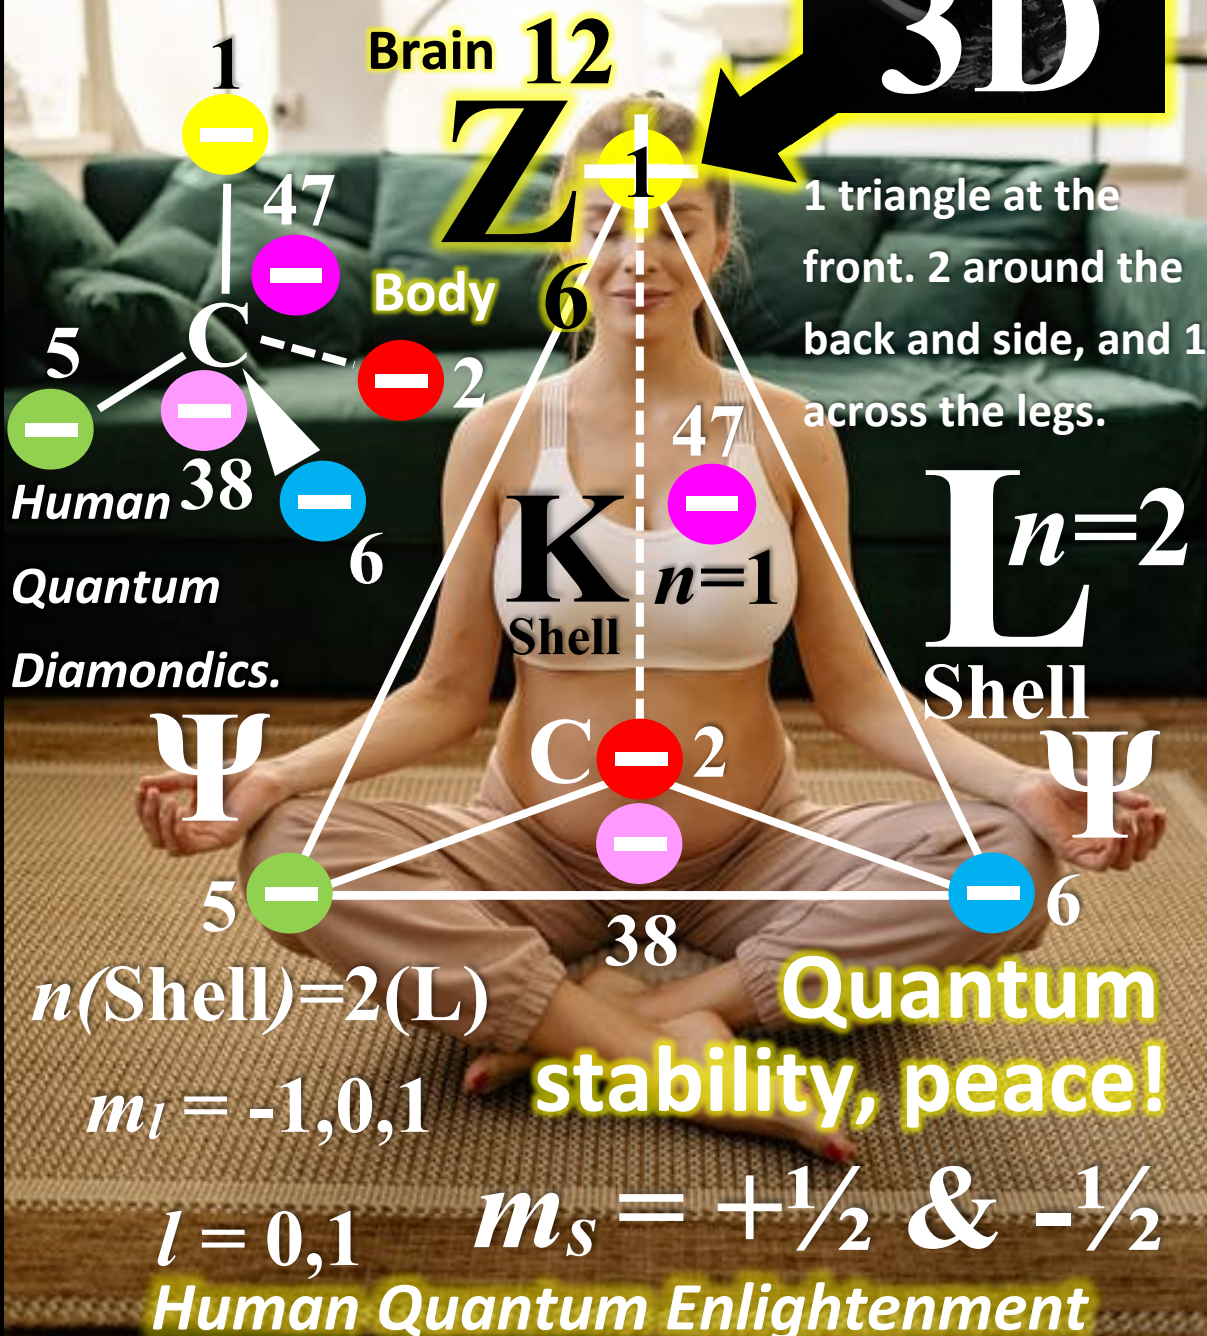 3D
Brain 12
1
Z
1
47
1 triangle at the
front. 2 around the
back and side, and 1
across the legs.
Body 6
C
5
2
47
38
Human
Quantum
Diamondics.
6
K
Shell
n=1
L
n=2
Shell
Ψ
Ψ
C
2
5
6
38
n(Shell)=2(L)
Quantum
stability, peace!
mₗ = -1,0,1
mₛ = +½ & -½
l = 0,1
Human Quantum Enlightenment